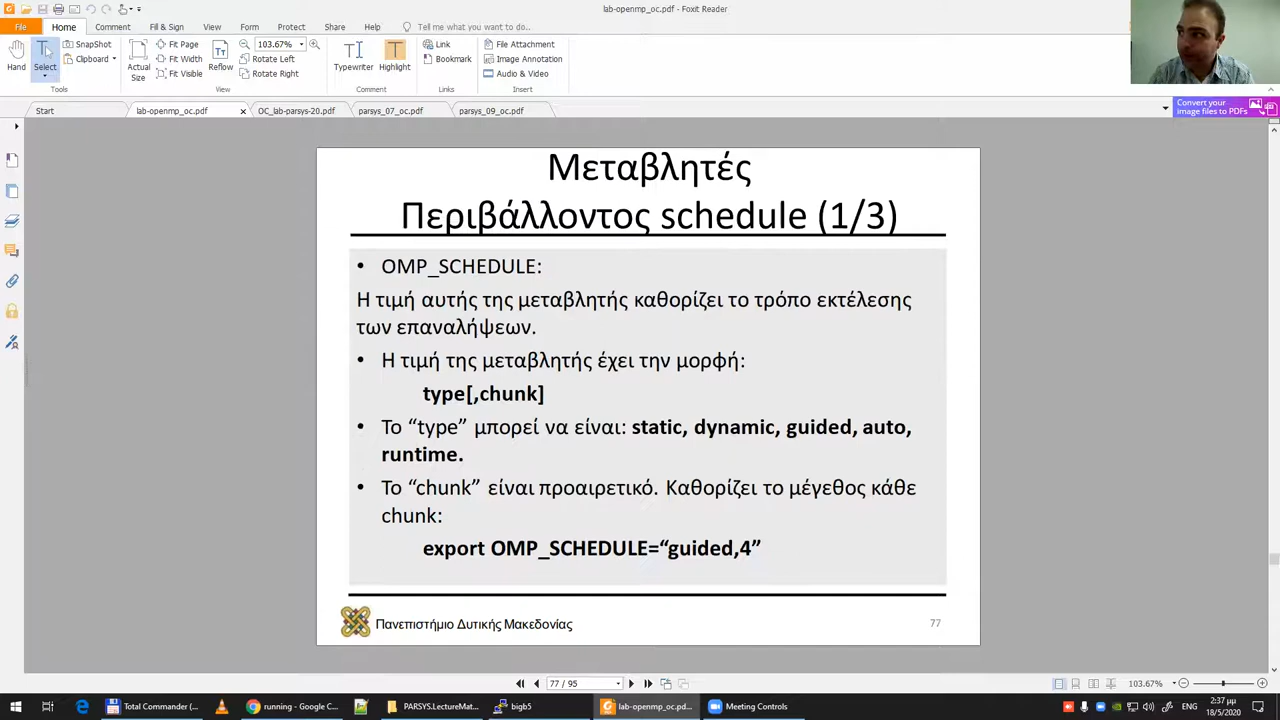 lab-openmp_oc.pdf - Foxit Reader
File Home Comment View Form Protect Share Help Tell me what you want to do..
Hand Select SnapShot Clipboard Actual Size Reflow Fit Page Fit Width Fit Visible 103.67% Rotate Left Rotate Right Typewriter Highlight Link Bookmark File Attachment Image Annotation Audio & Video
Tools View Comment Links Insert
Start lab-openmp_oc.pdf OC_lab-parsys-20.pdf parsys_07_oc.pdf parsys_09_oc.pdf
Convert your
image files to PDFs
Μεταβλητές
Περιβάλλοντος schedule (1/3)
• OMP_SCHEDULE:
Η τιμή αυτής της μεταβλητής καθορίζει το τρόπο εκτέλεσης
των επαναλήψεων.
• Η τιμή της μεταβλητής έχει την μορφή:
type[,chunk]
• Το “type” μπορεί να είναι: static, dynamic, guided, auto,
runtime.
• Το “chunk” είναι προαιρετικό. Καθορίζει το μέγεθος κάθε
chunk:
export OMP_SCHEDULE=“guided,4”
Πανεπιστήμιο Δυτικής Μακεδονίας
77
77 / 95 103.67%
Total Commander (... running - Google C... PARSYS.LectureMat... bigb5 lab-openmp_oc.pd... Meeting Controls
2:37 μμ
18/5/2020